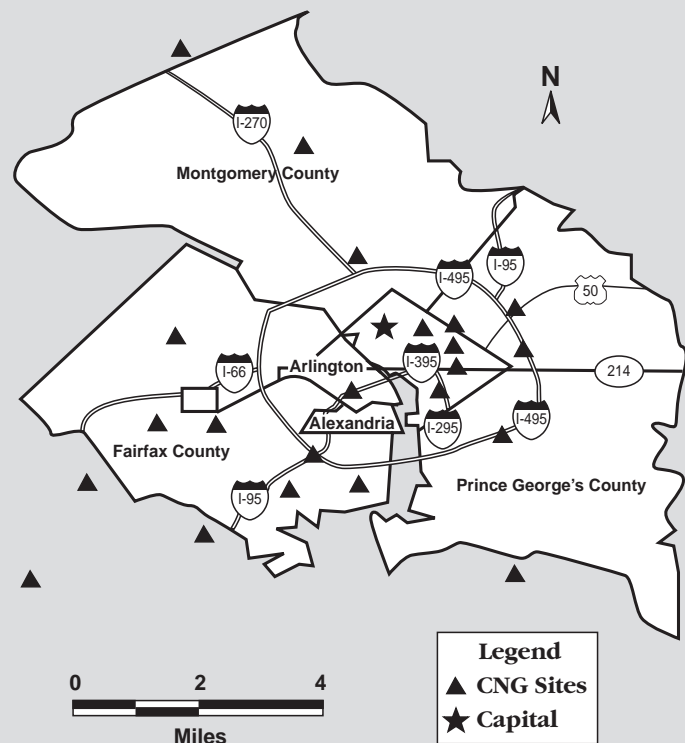 N
I-270
Montgomery County
I-95
I-495
50
I-395
Arlington
I-66
214
Alexandria
I-295
I-495
Fairfax County
I-95
Prince George's County
Legend
CNG Sites
Capital
0 2 4
Miles